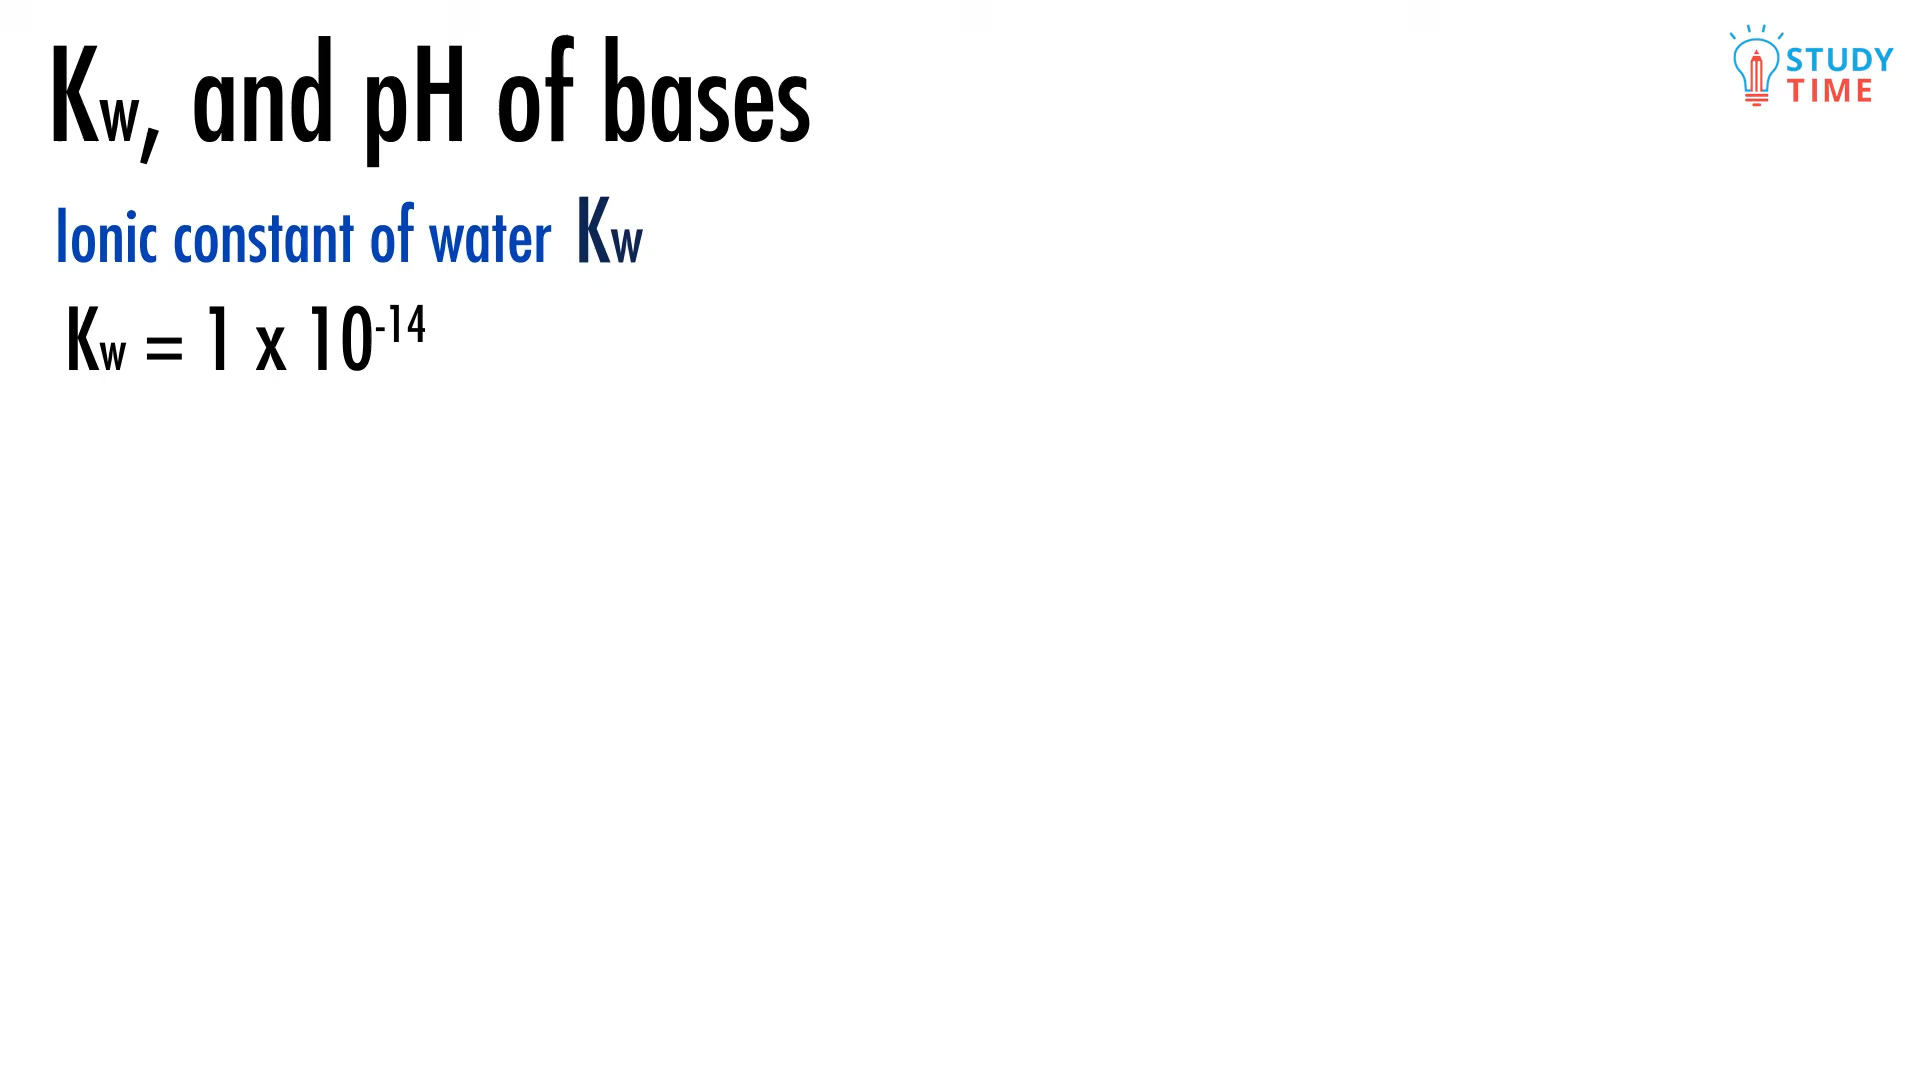 Kw, and pH of bases
STUDY
TIME
Ionic constant of water Kw
Kw = 1 x 10⁻¹⁴